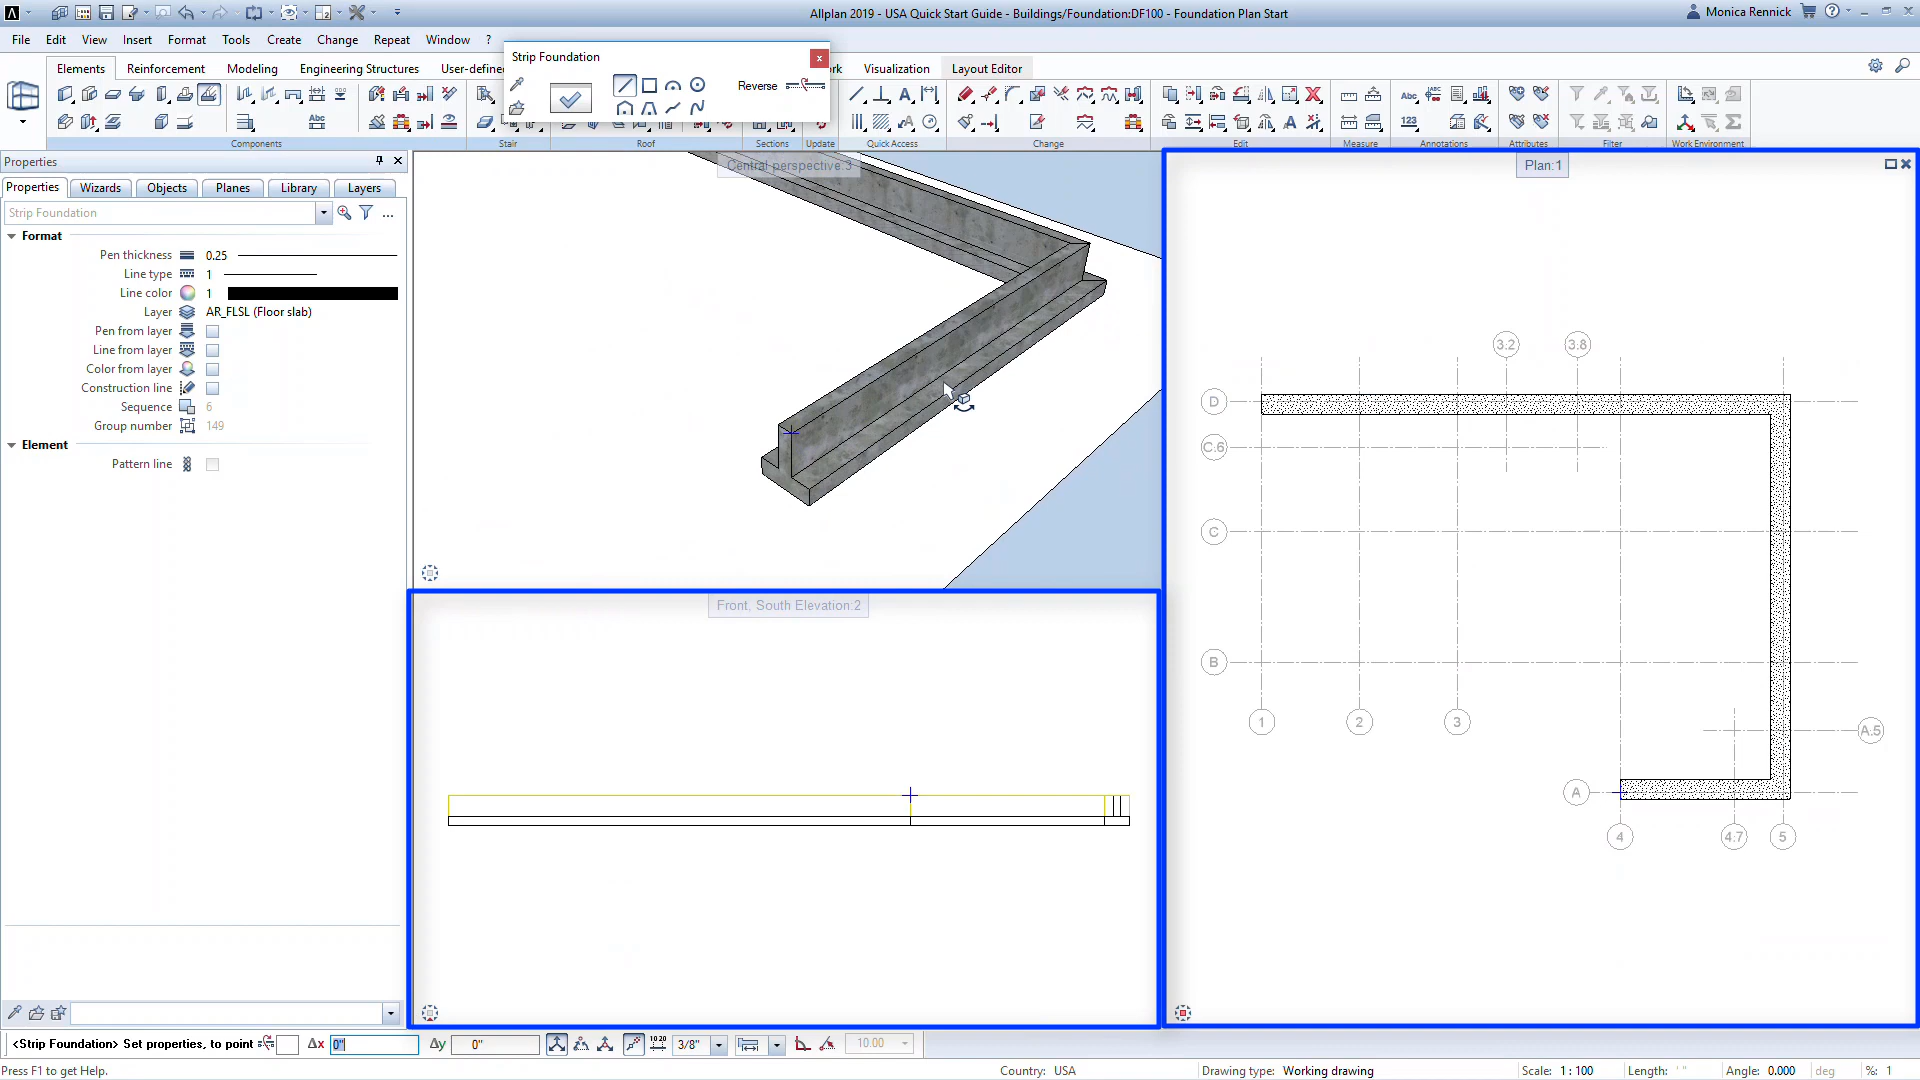 Allplan 2019 - USA Quick Start Guide - Buildings/Foundation:DF100 - Foundation Plan Start
Monica Rennick
File Edit View Insert Format Tools Create Change Repeat Window ?
Strip Foundation
Elements Reinforcement Modeling Engineering Structures User-define rk Visualization Layout Editor
Reverse
Components Stair Roof Sections Update Quick Access Change Edit Measure Annotations Attributes Filter Work Environment
Properties
Properties Wizards Objects Planes Library Layers
Strip Foundation
Format
Pen thickness 0.25
Line type 1
Line color 1
Layer AR_FLSL (Floor slab)
Pen from layer
Line from layer
Color from layer
Construction line
Sequence 6
Group number 149
Element
Pattern line
Central perspective:3
Front, South Elevation:2
Plan:1
3.2 3.8
D
C.6
C
B
1 2 3
A.5
A
4 4.7 5
<Strip Foundation> Set properties, to point Δx 0" Δy 0" 3/8" 10.00
Press F1 to get Help.
Country: USA
Drawing type: Working drawing
Scale: 1 : 100
Length: ' "
Angle: 0.000 deg
%: 1